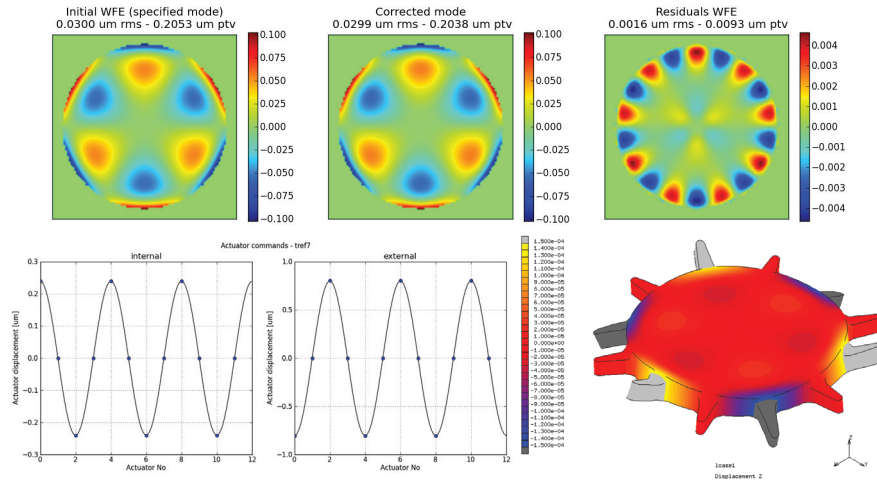 Initial WFE (specified mode)
0.0300 um rms - 0.2053 um ptv
0.100
0.075
0.050
0.025
0.000
−0.025
−0.050
−0.075
−0.100
Corrected mode
0.0299 um rms - 0.2038 um ptv
0.100
0.075
0.050
0.025
0.000
−0.025
−0.050
−0.075
−0.100
Residuals WFE
0.0016 um rms - 0.0093 um ptv
0.004
0.003
0.002
0.001
0.000
−0.001
−0.002
−0.003
−0.004
Actuator commands - tref7
internal
Actuator displacement [um]
0.3
0.2
0.1
0.0
−0.1
−0.2
−0.3
0 2 4 6 8 10 12
Actuator No
external
Actuator displacement [um]
1.0
0.5
0.0
−0.5
−1.0
0 2 4 6 8 10 12
Actuator No
1.500e-04
1.400e-04
1.300e-04
1.200e-04
1.100e-04
1.000e-04
9.000e-05
8.000e-05
7.000e-05
6.000e-05
5.000e-05
4.000e-05
3.000e-05
2.000e-05
1.000e-05
0.000E+00
-1.000e-05
-2.000e-05
-3.000e-05
-4.000e-05
-5.000e-05
-6.000e-05
-7.000e-05
-8.000e-05
-9.000e-05
-1.000e-04
-1.100e-04
-1.200e-04
-1.300e-04
-1.400e-04
-1.500e-04
lcase1
Displacement Z
Z
Y